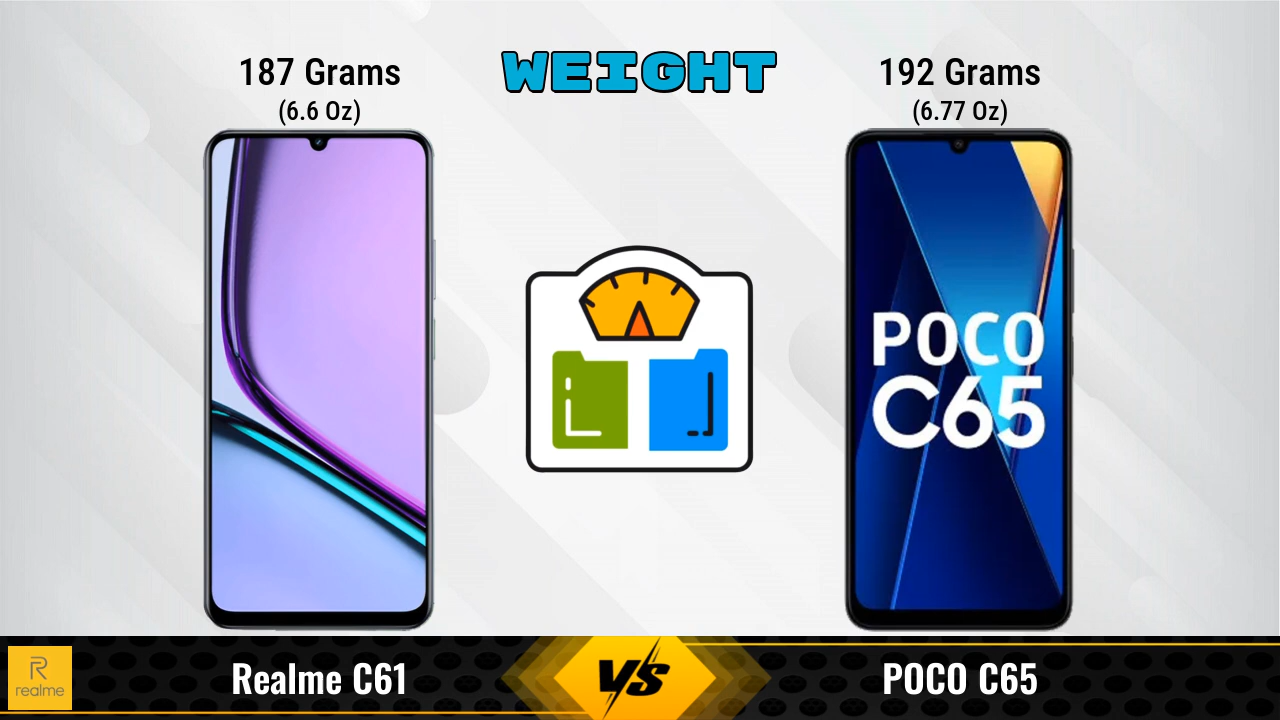 WEIGHT
187 Grams
(6.6 Oz)
192 Grams
(6.77 Oz)
POCO
C65
realme
Realme C61
VS
POCO C65